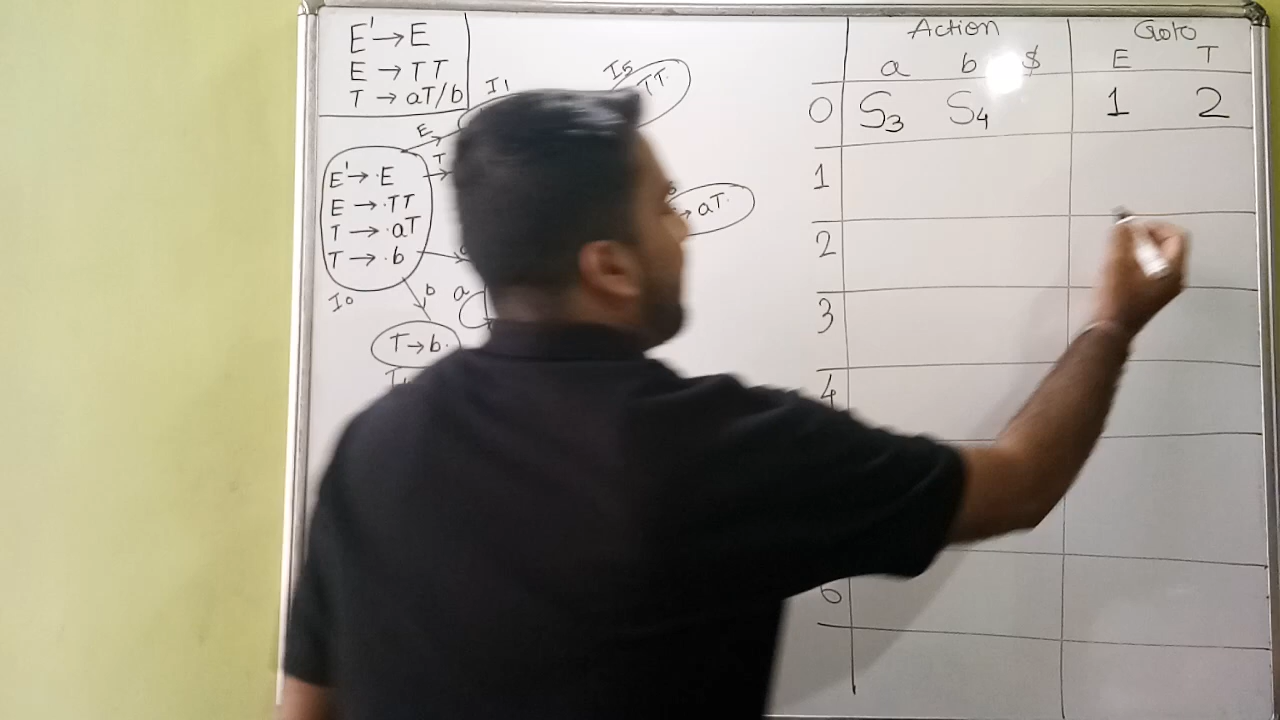 E' → E
E → TT
T → aT/b
I1
I5
TT.
E
T
E' → ·E
E → ·TT
T → ·aT
T → ·b
I0
b
a
T → b.
→ aT.
Action Goto
a b $ E T
0 S3 S4 1 2
1
2
3
4
6